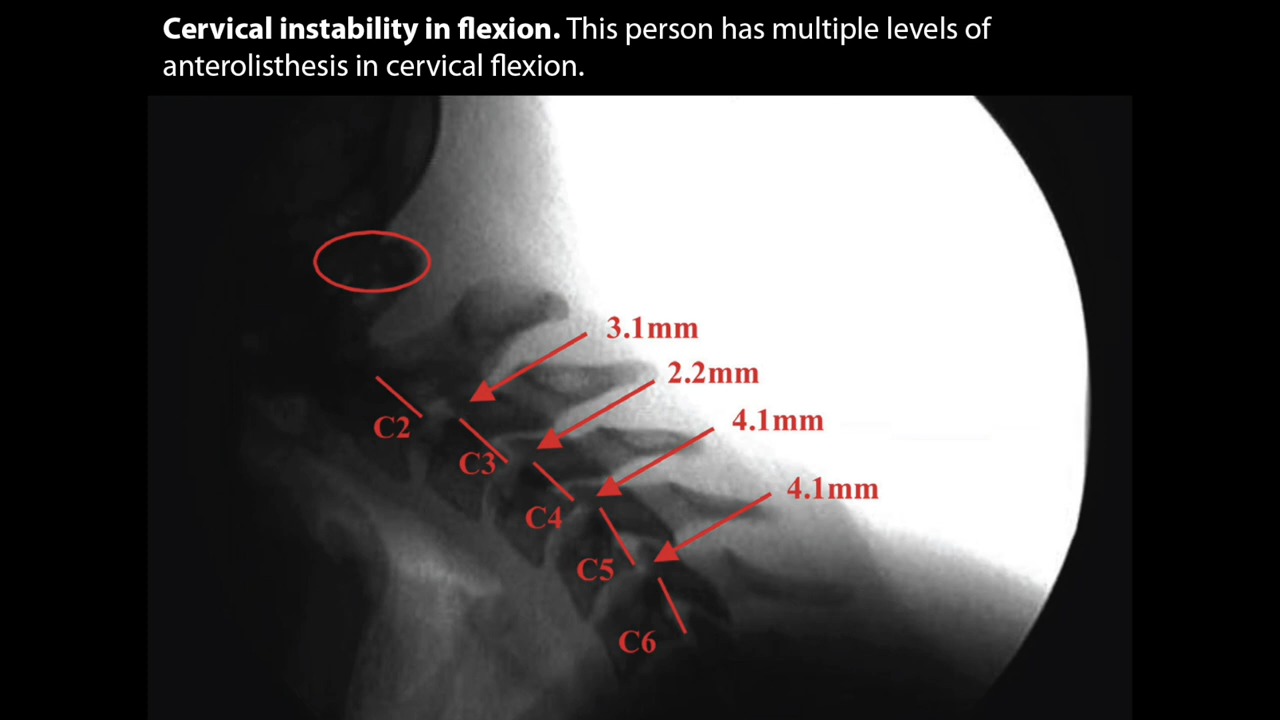 Cervical instability in flexion. This person has multiple levels of
anterolisthesis in cervical flexion.
3.1mm
2.2mm
4.1mm
4.1mm
C2
C3
C4
C5
C6